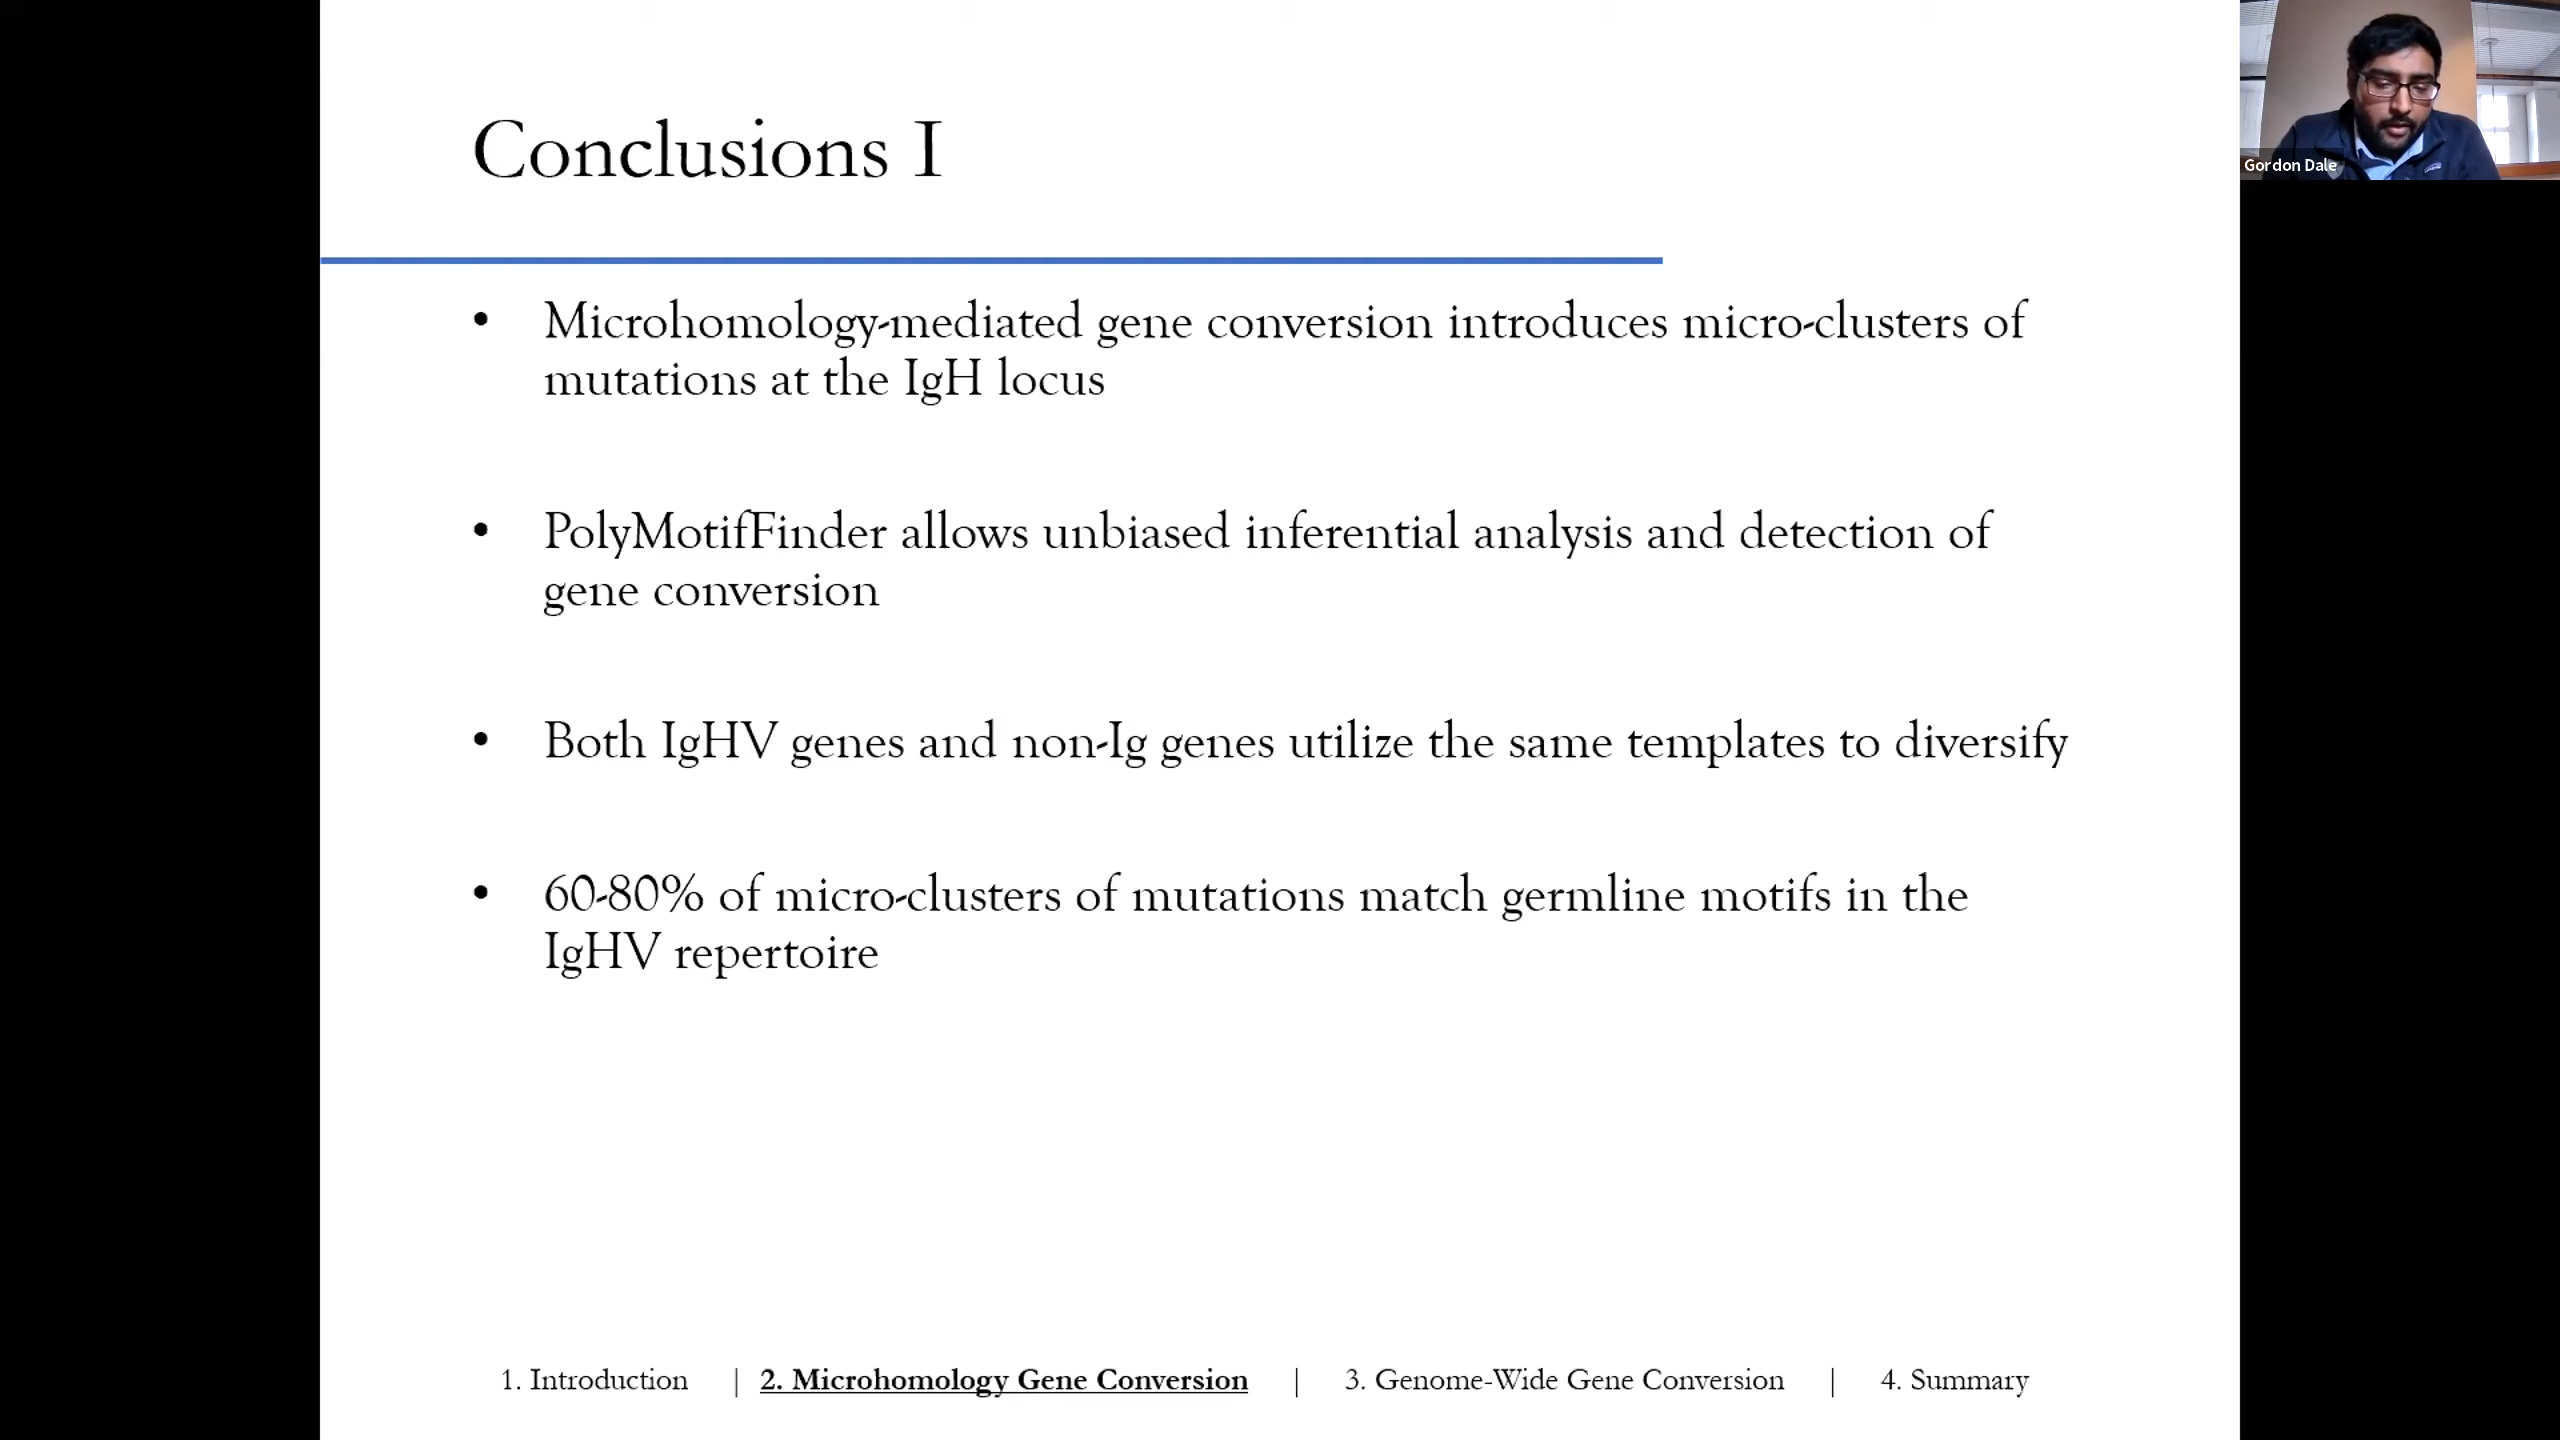 Conclusions I
Gordon Dale
• Microhomology-mediated gene conversion introduces micro-clusters of
mutations at the IgH locus
• PolyMotifFinder allows unbiased inferential analysis and detection of
gene conversion
• Both IgHV genes and non-Ig genes utilize the same templates to diversify
• 60-80% of micro-clusters of mutations match germline motifs in the
IgHV repertoire
1. Introduction | 2. Microhomology Gene Conversion | 3. Genome-Wide Gene Conversion | 4. Summary